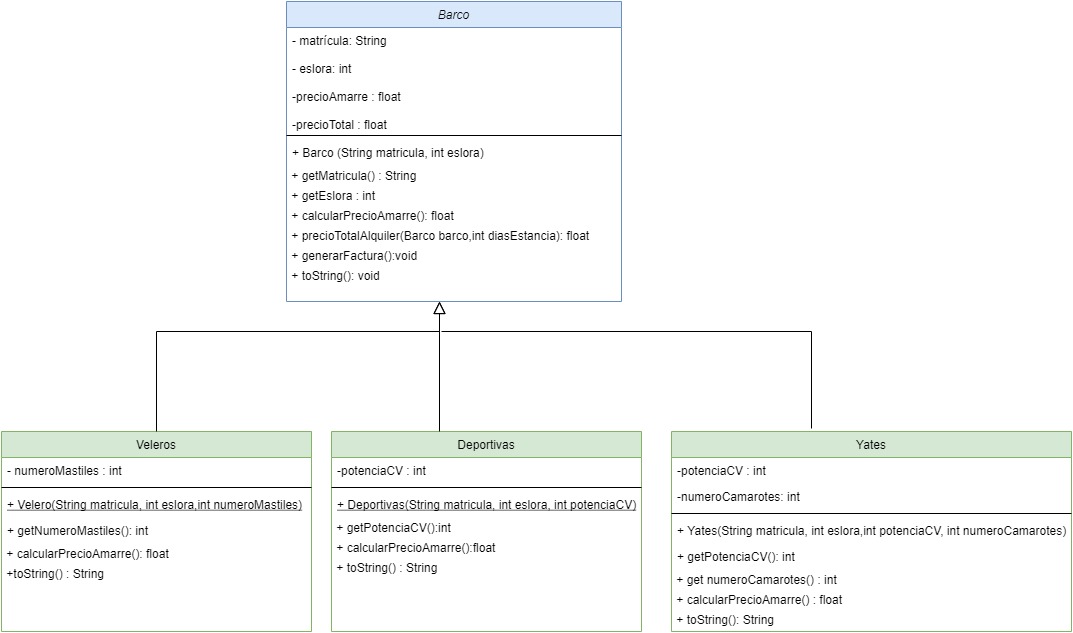 Barco
- matrícula: String
- eslora: int
-precioAmarre : float
-precioTotal : float
+ Barco (String matricula, int eslora)
+ getMatricula() : String
+ getEslora : int
+ calcularPrecioAmarre(): float
+ precioTotalAlquiler(Barco barco,int diasEstancia): float
+ generarFactura():void
+ toString(): void
Veleros
- numeroMastiles : int
+ Velero(String matricula, int eslora,int numeroMastiles)
+ getNumeroMastiles(): int
+ calcularPrecioAmarre(): float
+toString() : String
Deportivas
-potenciaCV : int
+ Deportivas(String matricula, int eslora, int potenciaCV)
+ getPotenciaCV():int
+ calcularPrecioAmarre():float
+ toString() : String
Yates
-potenciaCV : int
-numeroCamarotes: int
+ Yates(String matricula, int eslora,int potenciaCV, int numeroCamarotes)
+ getPotenciaCV(): int
+ get numeroCamarotes() : int
+ calcularPrecioAmarre() : float
+ toString(): String